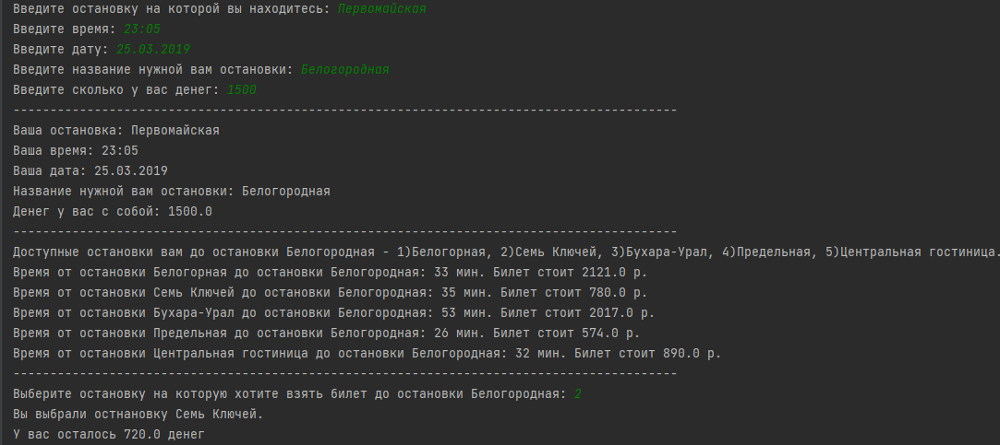 Введите остановку на которой вы находитесь: Первомайская
Введите время: 23:05
Введите дату: 25.03.2019
Введите название нужной вам остановки: Белогородная
Введите сколько у вас денег: 1500
------------------------------------------------------------------------------------------
Ваша остановка: Первомайская
Ваше время: 23:05
Ваша дата: 25.03.2019
Название нужной вам остановки: Белогородная
Денег у вас с собой: 1500.0
------------------------------------------------------------------------------------------
Доступные остановки вам до остановки Белогородная - 1)Белогорная, 2)Семь Ключей, 3)Бухара-Урал, 4)Предельная, 5)Центральная гостиница.
Время от остановки Белогорная до остановки Белогородная: 33 мин. Билет стоит 2121.0 р.
Время от остановки Семь Ключей до остановки Белогородная: 35 мин. Билет стоит 780.0 р.
Время от остановки Бухара-Урал до остановки Белогородная: 53 мин. Билет стоит 2017.0 р.
Время от остановки Предельная до остановки Белогородная: 26 мин. Билет стоит 574.0 р.
Время от остановки Центральная гостиница до остановки Белогородная: 32 мин. Билет стоит 890.0 р.
------------------------------------------------------------------------------------------
Выберите остановку на которую хотите взять билет до остановки Белогородная: 2
Вы выбрали остнановку Семь Ключей.
У вас осталось 720.0 денег